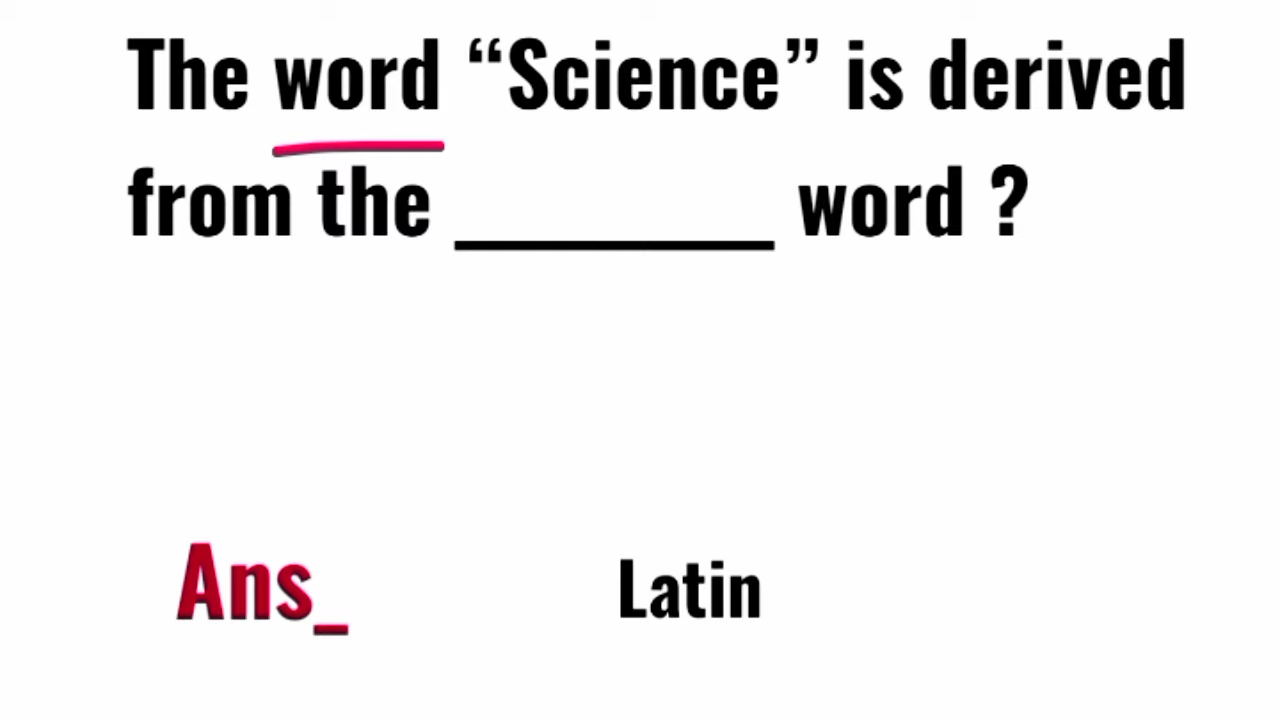 The word “Science” is derived
from the ________ word ?
Ans_ Latin